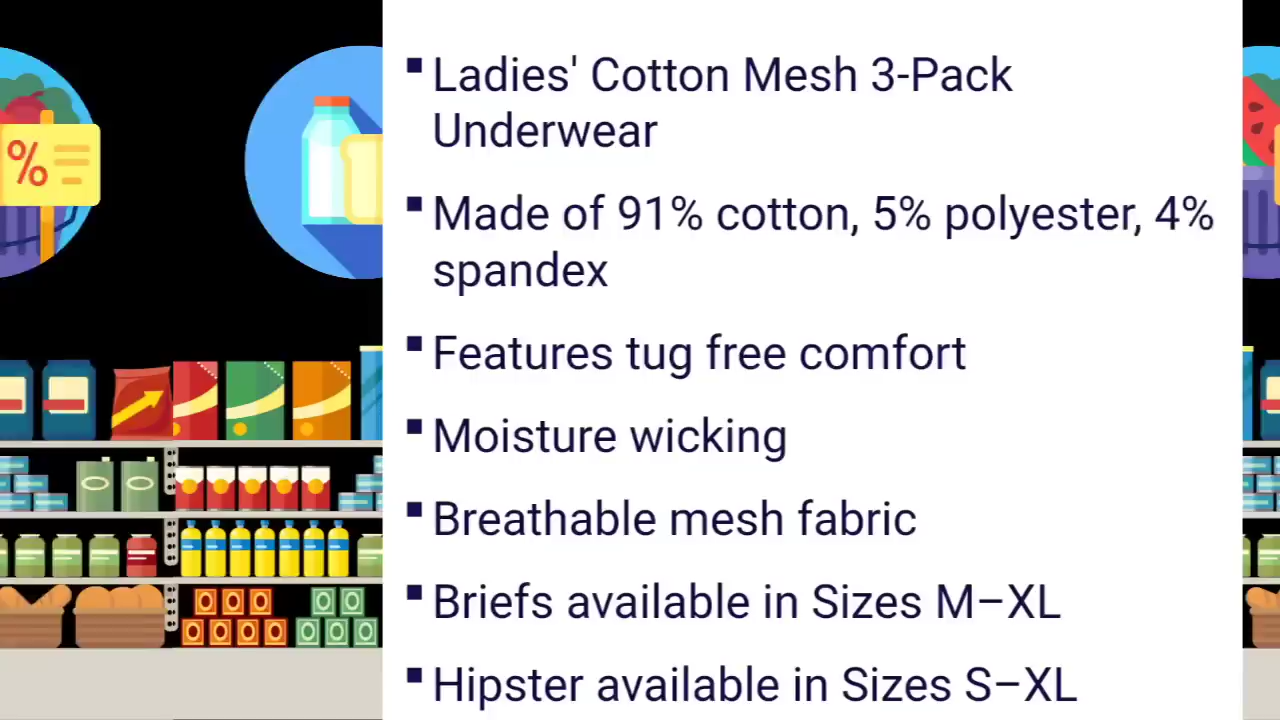 Ladies' Cotton Mesh 3-Pack
Underwear
Made of 91% cotton, 5% polyester, 4%
spandex
Features tug free comfort
Moisture wicking
Breathable mesh fabric
Briefs available in Sizes M–XL
Hipster available in Sizes S–XL
%